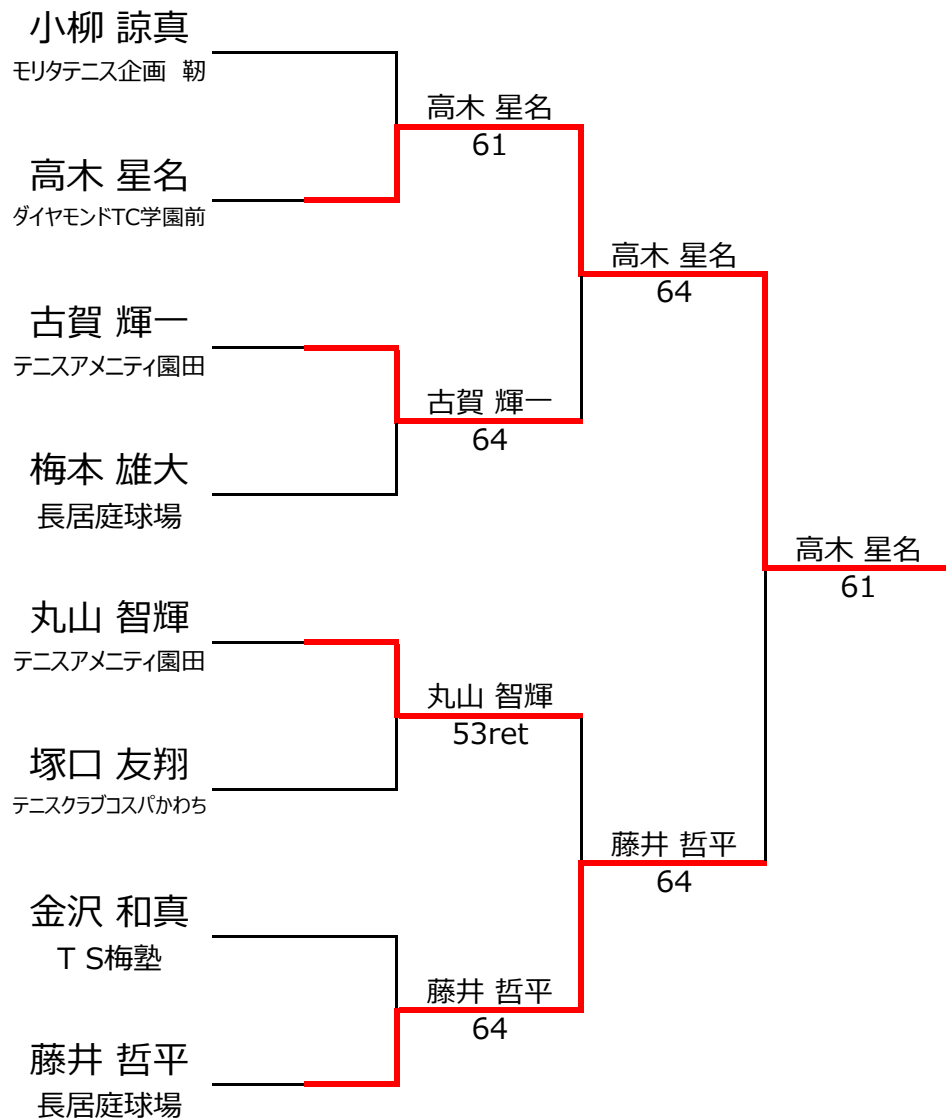 小柳 諒真
モリタテニス企画　靭
高木 星名
61
高木 星名
ダイヤモンドTC学園前
高木 星名
64
古賀 輝一
テニスアメニティ園田
古賀 輝一
64
梅本 雄大
長居庭球場
高木 星名
61
丸山 智輝
テニスアメニティ園田
丸山 智輝
53ret
塚口 友翔
テニスクラブコスパかわち
藤井 哲平
64
金沢 和真
T S梅塾
藤井 哲平
64
藤井 哲平
長居庭球場